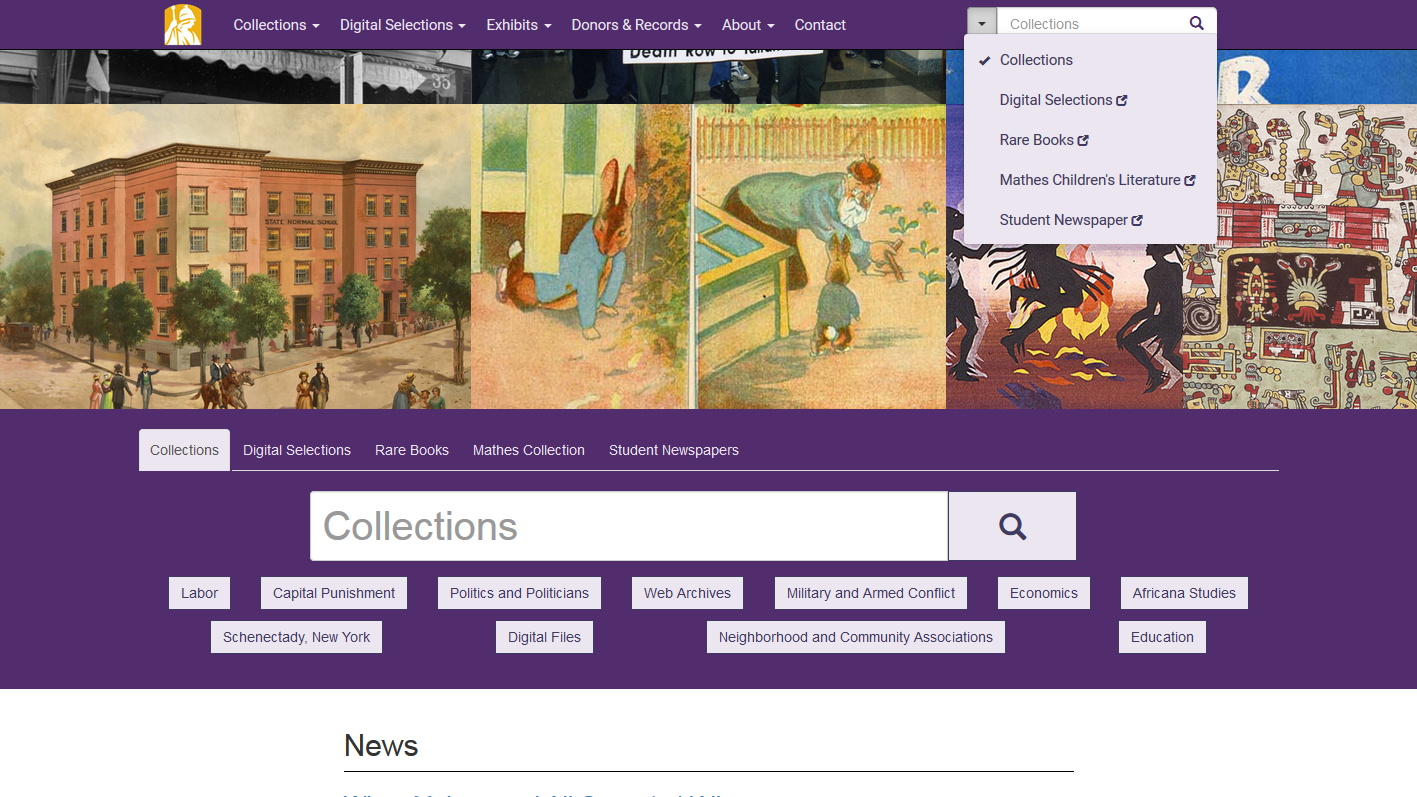 Collections Digital Selections Exhibits Donors & Records About Contact
Collections
Collections
Digital Selections
Rare Books
Mathes Children's Literature
Student Newspaper
Death Row to
35
R
STATE NORMAL SCHOOL
Collections Digital Selections Rare Books Mathes Collection Student Newspapers
Collections
Labor Capital Punishment Politics and Politicians Web Archives Military and Armed Conflict Economics Africana Studies
Schenectady, New York Digital Files Neighborhood and Community Associations Education
News